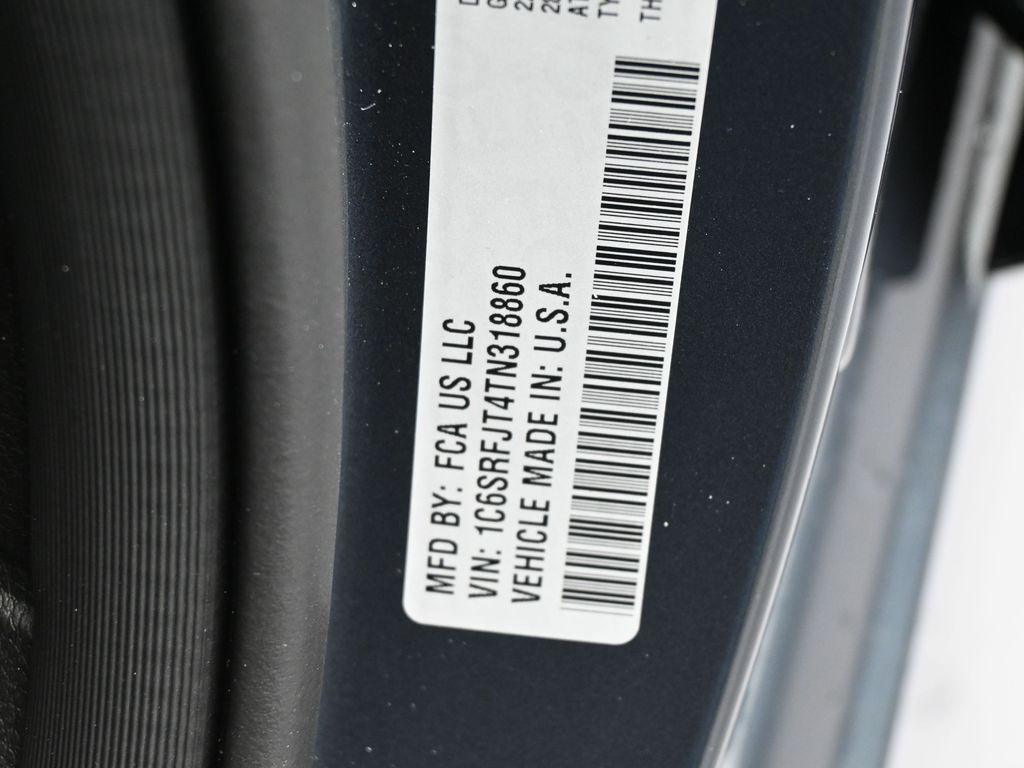 MFD BY: FCA US LLC
VIN: 1C6SRFJT4TN318860
VEHICLE MADE IN: U.S.A.